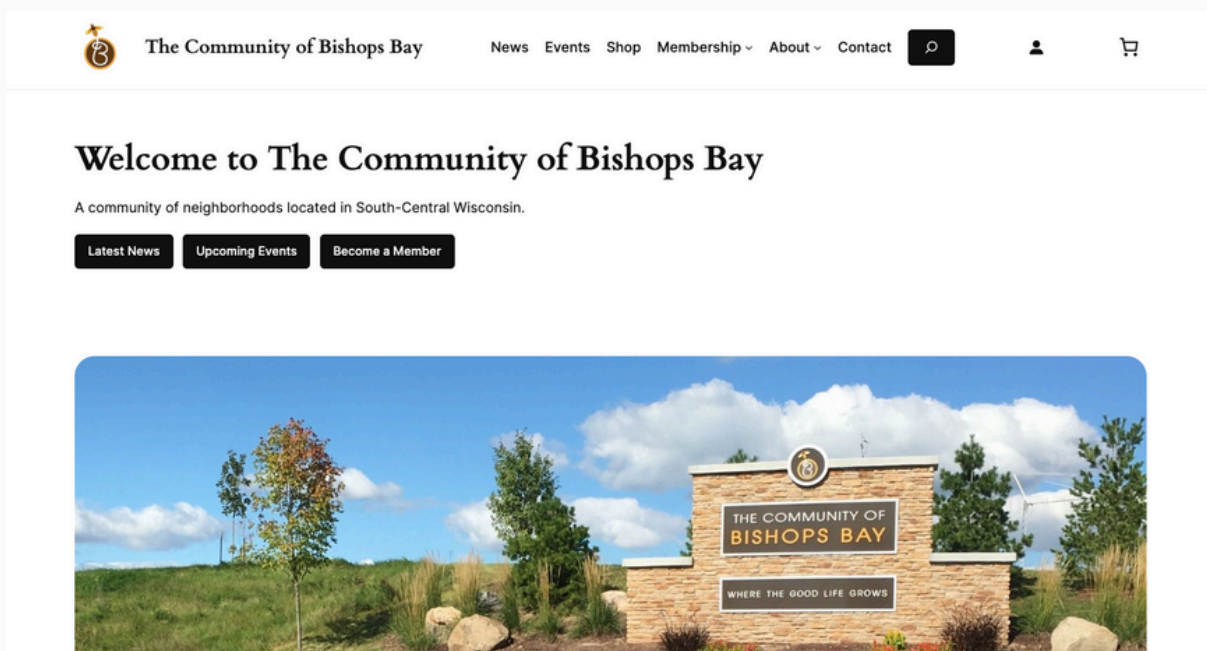 The Community of Bishops Bay
News Events Shop Membership About Contact
Welcome to The Community of Bishops Bay
A community of neighborhoods located in South-Central Wisconsin.
Latest News Upcoming Events Become a Member
B
THE COMMUNITY OF
BISHOPS BAY
WHERE THE GOOD LIFE GROWS